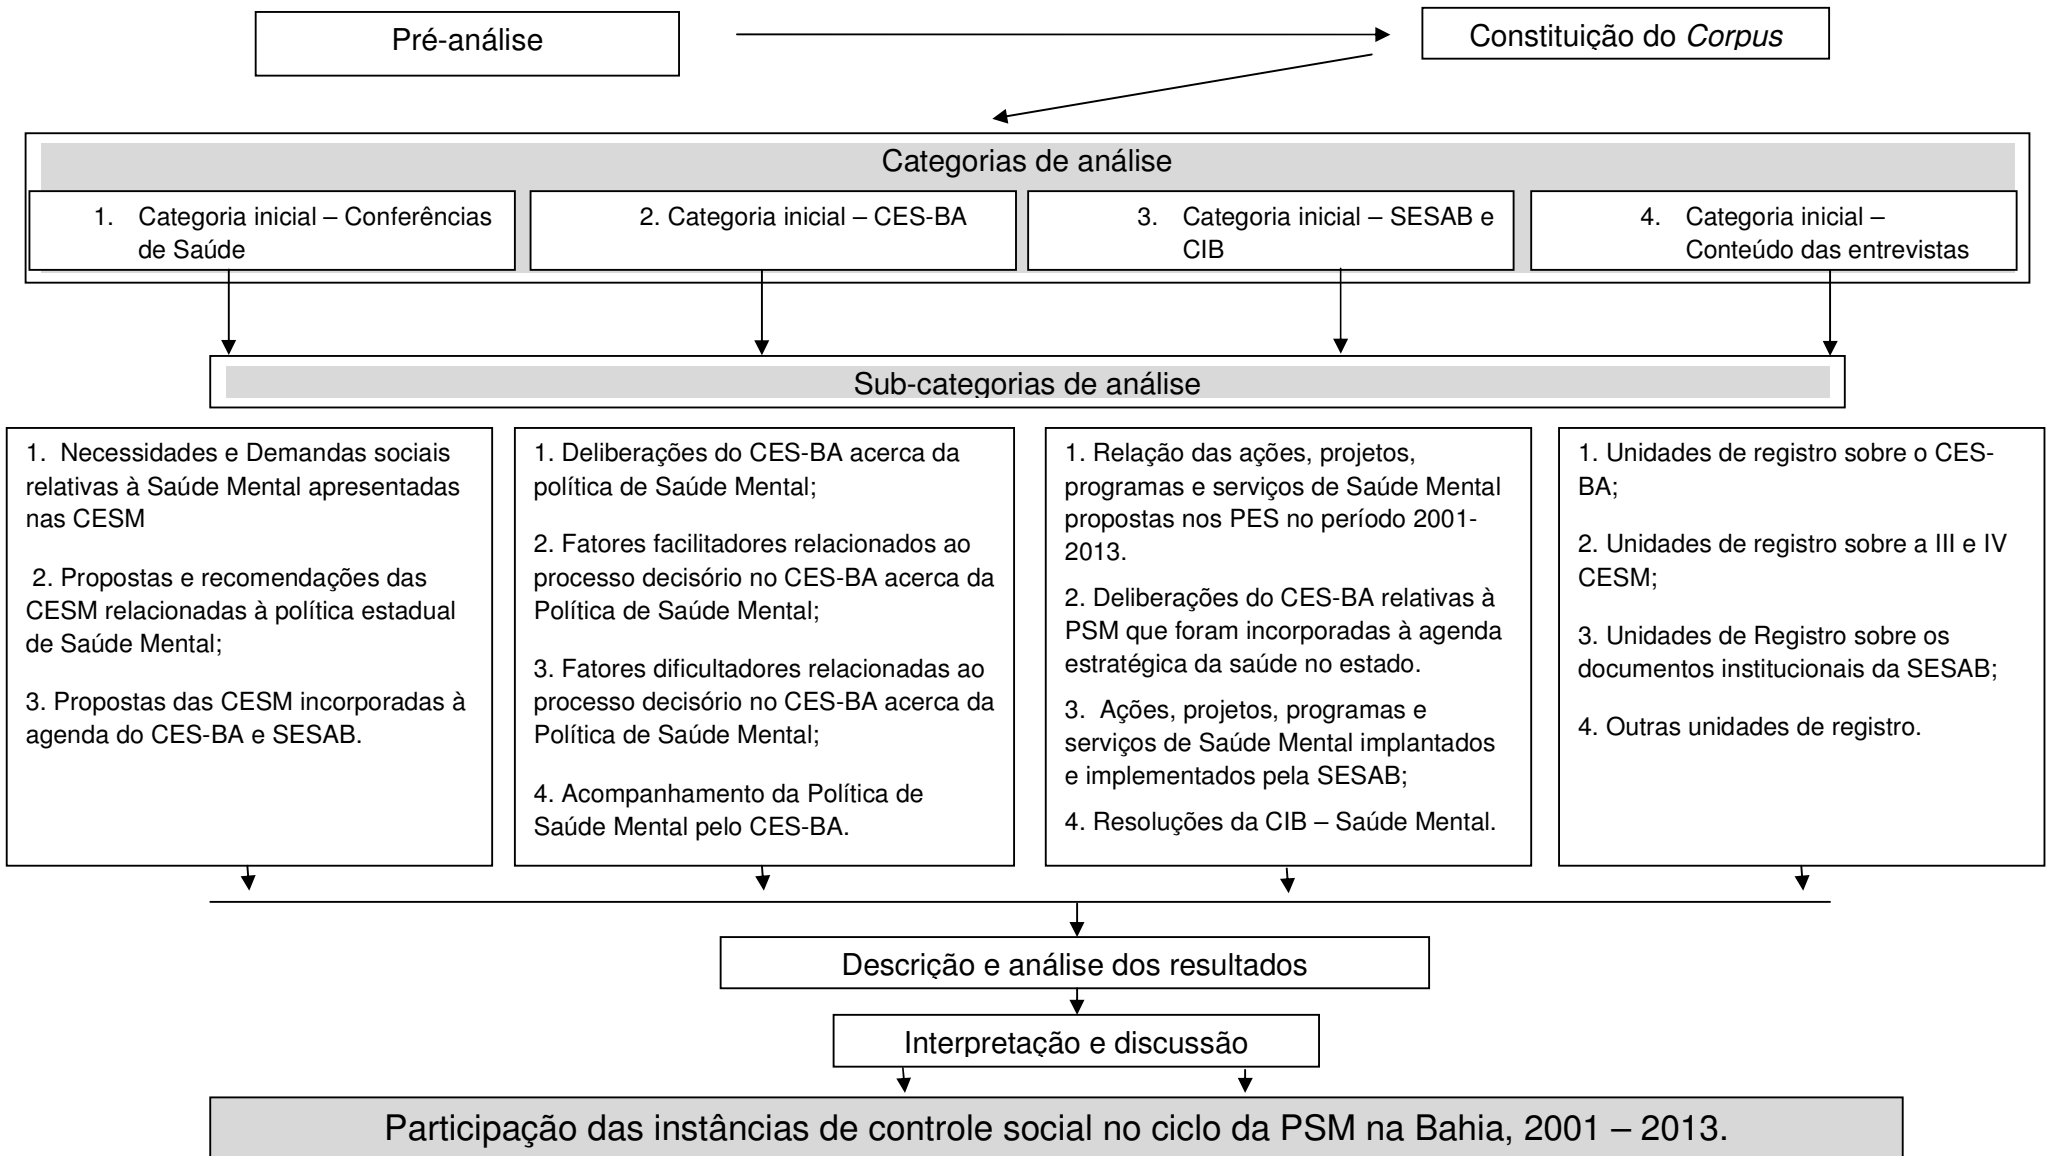 Pré-análise
Constituição do Corpus
Categorias de análise
1. Categoria inicial – Conferências
de Saúde
2. Categoria inicial – CES-BA
3. Categoria inicial – SESAB e
CIB
4. Categoria inicial –
Conteúdo das entrevistas
Sub-categorias de análise
1. Necessidades e Demandas sociais
relativas à Saúde Mental apresentadas
nas CESM
2. Propostas e recomendações das
CESM relacionadas à política estadual
de Saúde Mental;
3. Propostas das CESM incorporadas à
agenda do CES-BA e SESAB.
1. Deliberações do CES-BA acerca da
política de Saúde Mental;
2. Fatores facilitadores relacionados ao
processo decisório no CES-BA acerca da
Política de Saúde Mental;
3. Fatores dificultadores relacionadas ao
processo decisório no CES-BA acerca da
Política de Saúde Mental;
4. Acompanhamento da Política de
Saúde Mental pelo CES-BA.
1. Relação das ações, projetos,
programas e serviços de Saúde Mental
propostas nos PES no período 2001-
2013.
2. Deliberações do CES-BA relativas à
PSM que foram incorporadas à agenda
estratégica da saúde no estado.
3. Ações, projetos, programas e
serviços de Saúde Mental implantados
e implementados pela SESAB;
4. Resoluções da CIB – Saúde Mental.
1. Unidades de registro sobre o CES-
BA;
2. Unidades de registro sobre a III e IV
CESM;
3. Unidades de Registro sobre os
documentos institucionais da SESAB;
4. Outras unidades de registro.
Descrição e análise dos resultados
Interpretação e discussão
Participação das instâncias de controle social no ciclo da PSM na Bahia, 2001 – 2013.